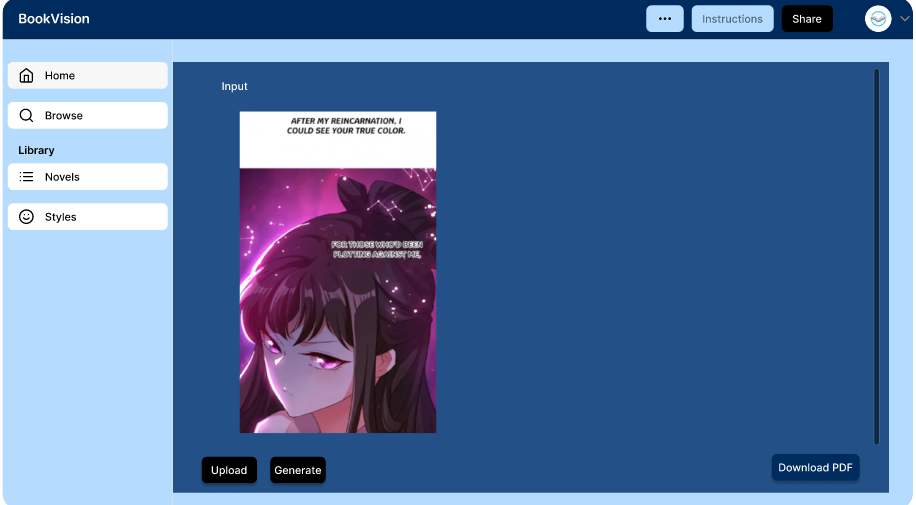 BookVision
...
Instructions
Share
Home
Browse
Library
Novels
Styles
Input
AFTER MY REINCARNATION, I
COULD SEE YOUR TRUE COLOR.
FOR THOSE WHO'D BEEN
PLOTTING AGAINST ME,
Upload
Generate
Download PDF